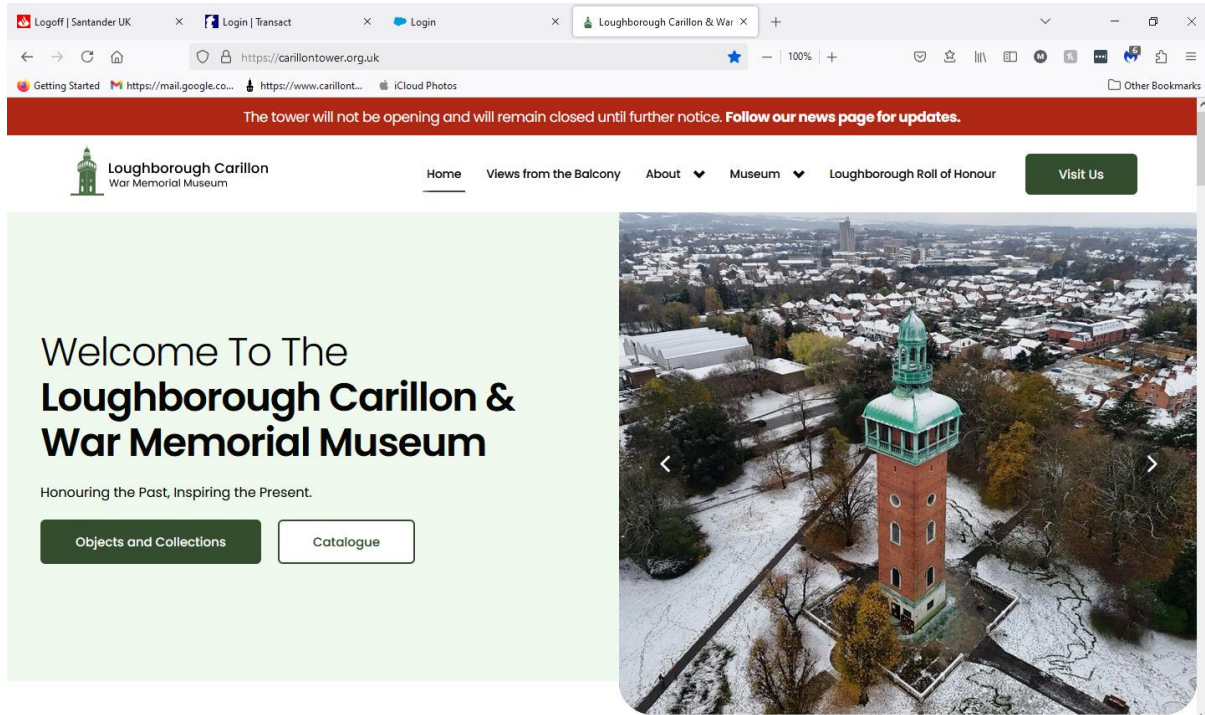 Logoff | Santander UK
Login | Transact
Login
Loughborough Carillon & War
https://carillontower.org.uk
100%
6
Getting Started
https://mail.google.co...
https://www.carillont...
iCloud Photos
Other Bookmarks
The tower will not be opening and will remain closed until further notice. Follow our news page for updates.
Loughborough Carillon
War Memorial Museum
Home
Views from the Balcony
About
Museum
Loughborough Roll of Honour
Visit Us
Welcome To The
Loughborough Carillon &
War Memorial Museum
Honouring the Past, Inspiring the Present.
Objects and Collections
Catalogue